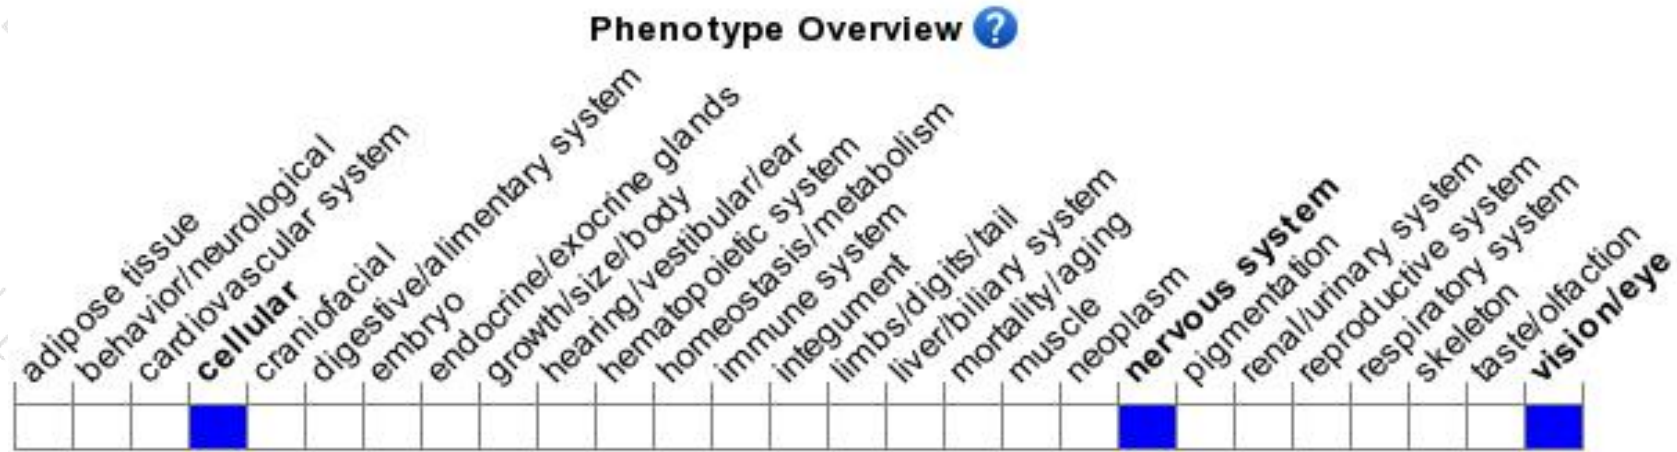 Phenotype Overview ?
adipose tissue
behavior/neurological
cardiovascular system
cellular
craniofacial
digestive/alimentary system
embryo
endocrine/exocrine glands
growth/size/body
hearing/vestibular/ear
hematopoietic system
homeostasis/metabolism
immune system
integument
limbs/digits/tail
liver/biliary system
mortality/aging
muscle
neoplasm
nervous system
pigmentation
renal/urinary system
reproductive system
respiratory system
skeleton
taste/olfaction
vision/eye